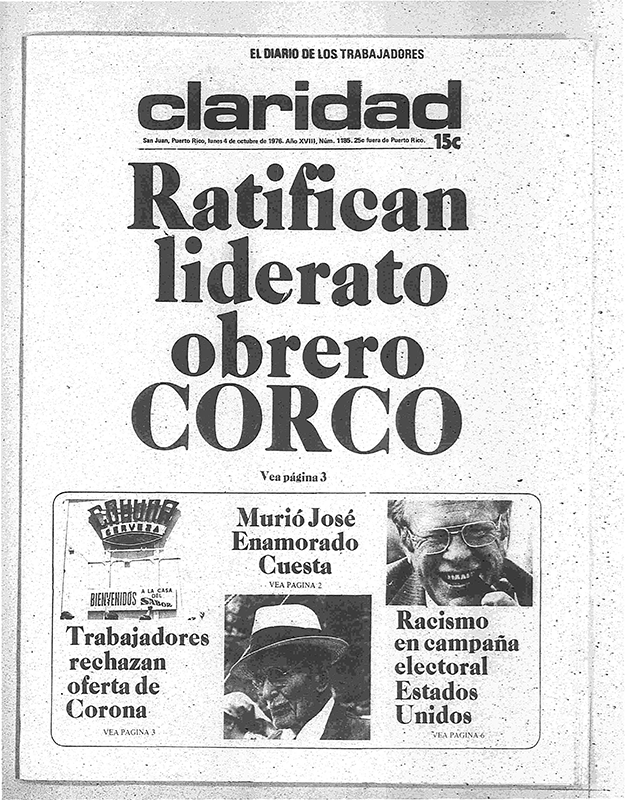 EL DIARIO DE LOS TRABAJADORES
claridad
San Juan, Puerto Rico, lunes 4 de octubre de 1976. Año XVIII, Núm. 1185. 25¢ fuera de Puerto Rico.
15¢
Ratifican
liderato
obrero
CORCO
Vea página 3
CORONA
CERVEZA
BIENVENIDOS
A LA CASA
DEL
SABOR
Trabajadores
rechazan
oferta de
Corona
VEA PAGINA 3
Murió José
Enamorado
Cuesta
VEA PAGINA 2
Racismo
en campaña
electoral
Estados
Unidos
VEA PAGINA 6